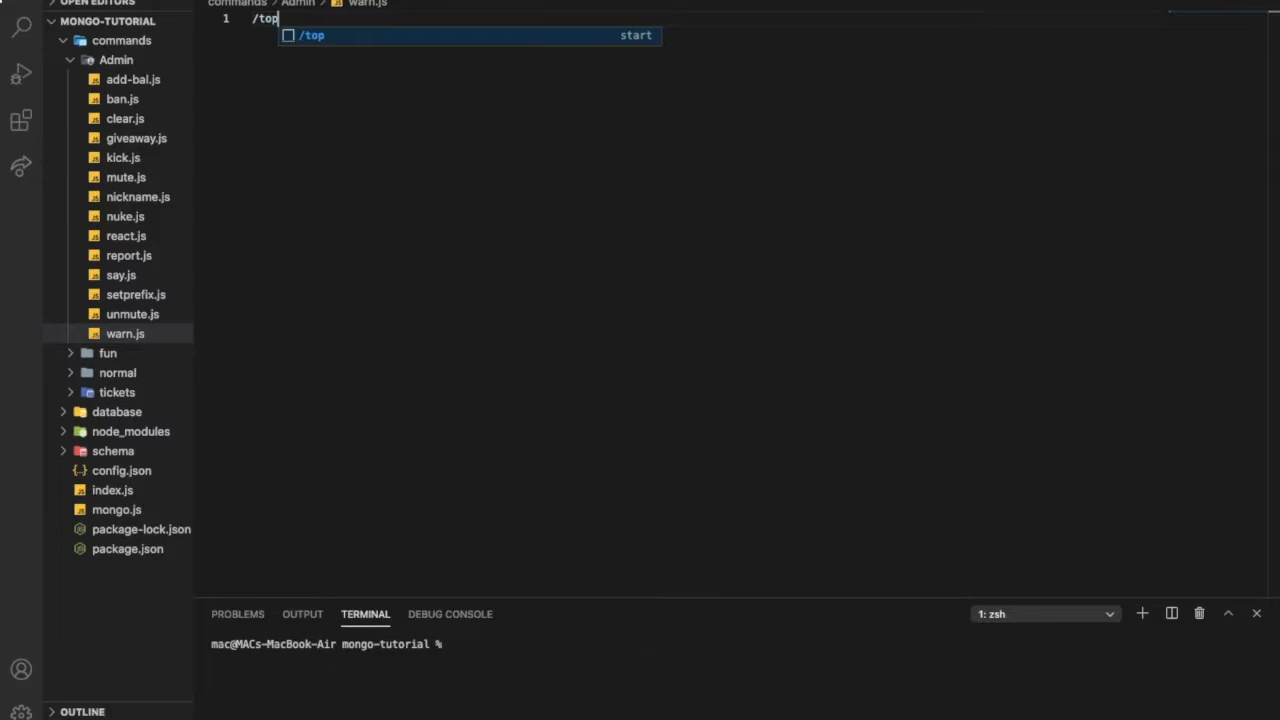 OPEN EDITORS
MONGO-TUTORIAL
commands
Admin
add-bal.js
ban.js
clear.js
giveaway.js
kick.js
mute.js
nickname.js
nuke.js
react.js
report.js
say.js
setprefix.js
unmute.js
warn.js
fun
normal
tickets
database
node_modules
schema
config.json
index.js
mongo.js
package-lock.json
package.json
OUTLINE
commands > Admin > warn.js
1 /top
/top start
PROBLEMS OUTPUT TERMINAL DEBUG CONSOLE 1: zsh
mac@MACs-MacBook-Air mongo-tutorial %